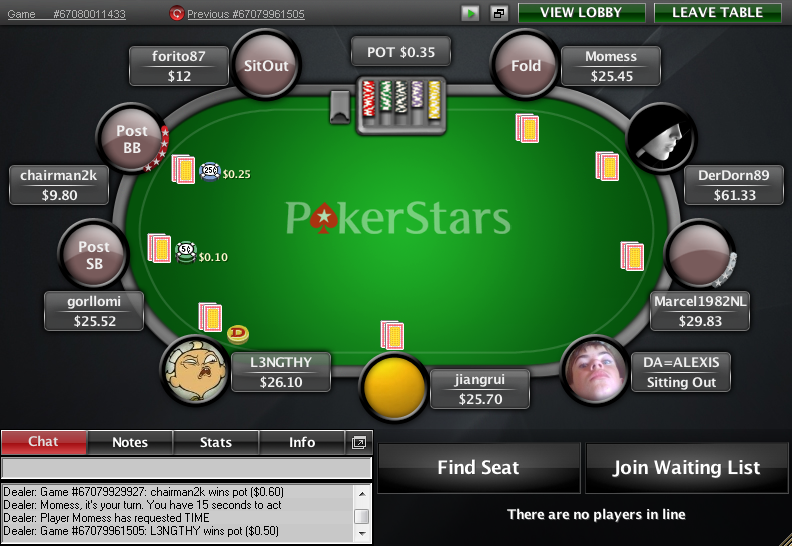 Game #67080011433 Previous #67079961505 VIEW LOBBY LEAVE TABLE
forito87
$12
SitOut
POT $0.35
Fold
Momess
$25.45
Post
BB
chairman2k
$9.80
25¢ $0.25
DerDorn89
$61.33
PokerStars
Post
SB
gorllomi
$25.52
5¢ $0.10
Marcel1982NL
$29.83
D
L3NGTHY
$26.10
jiangrui
$25.70
DA=ALEXIS
Sitting Out
Chat Notes Stats Info
Find Seat Join Waiting List
There are no players in line
Dealer: Game #67079929927: chairman2k wins pot ($0.60)
Dealer: Momess, it's your turn. You have 15 seconds to act
Dealer: Player Momess has requested TIME
Dealer: Game #67079961505: L3NGTHY wins pot ($0.50)